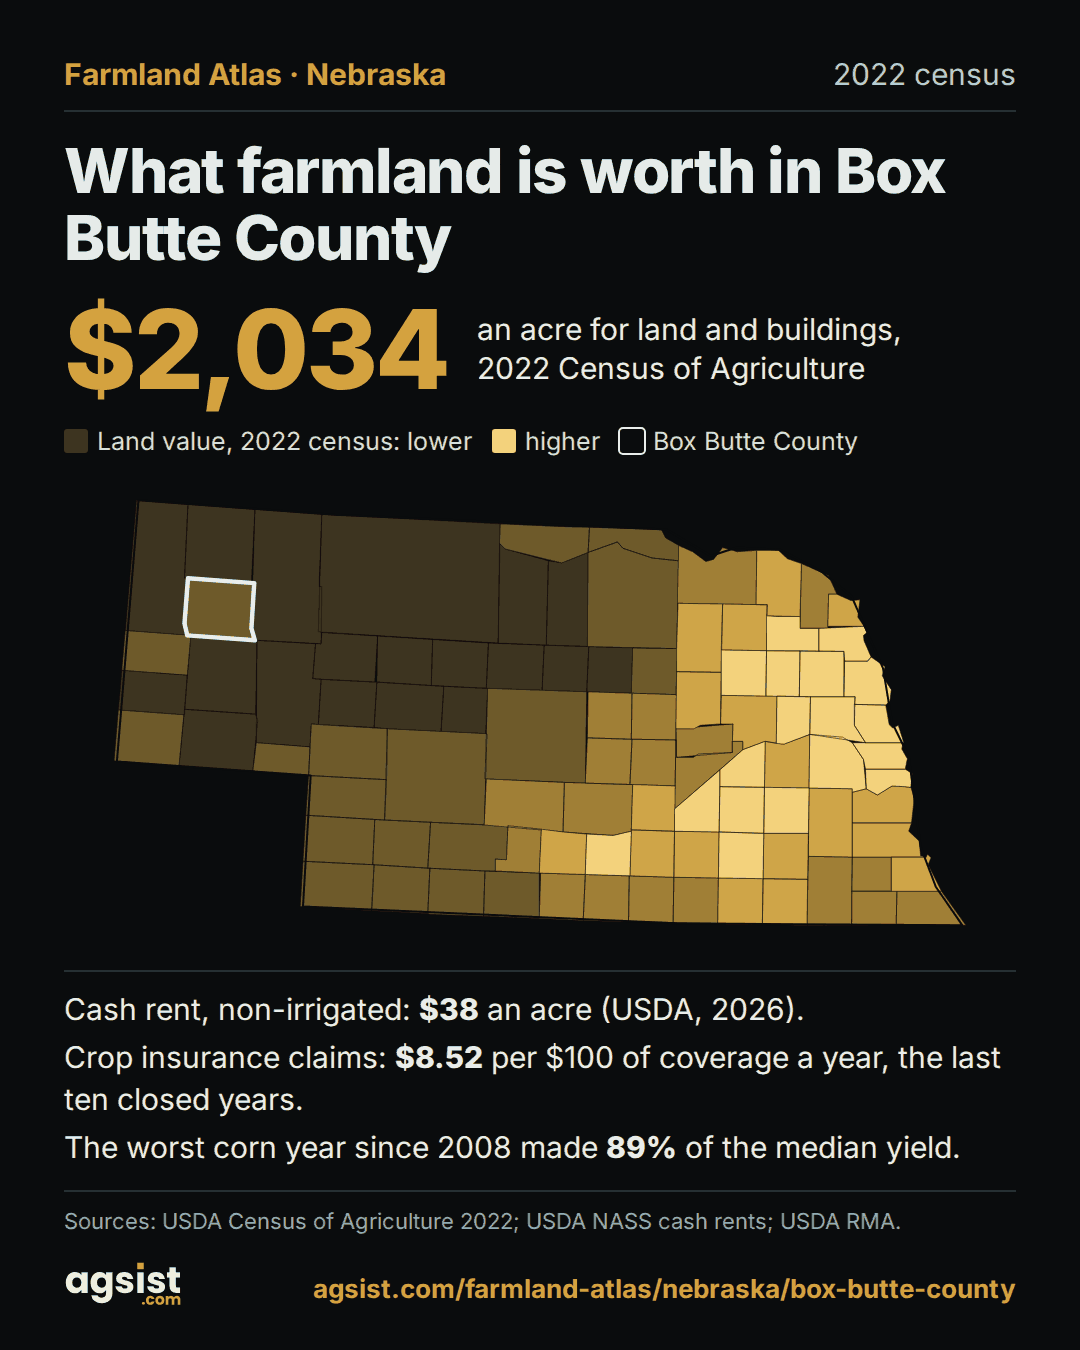 Farmland Atlas · Nebraska
2022 census
What farmland is worth in Box
Butte County
$2,034
an acre for land and buildings,
2022 Census of Agriculture
Land value, 2022 census: lower
higher
Box Butte County
Cash rent, non-irrigated: $38 an acre (USDA, 2026).
Crop insurance claims: $8.52 per $100 of coverage a year, the last
ten closed years.
The worst corn year since 2008 made 89% of the median yield.
Sources: USDA Census of Agriculture 2022; USDA NASS cash rents; USDA RMA.
agsist
.com
agsist.com/farmland-atlas/nebraska/box-butte-county